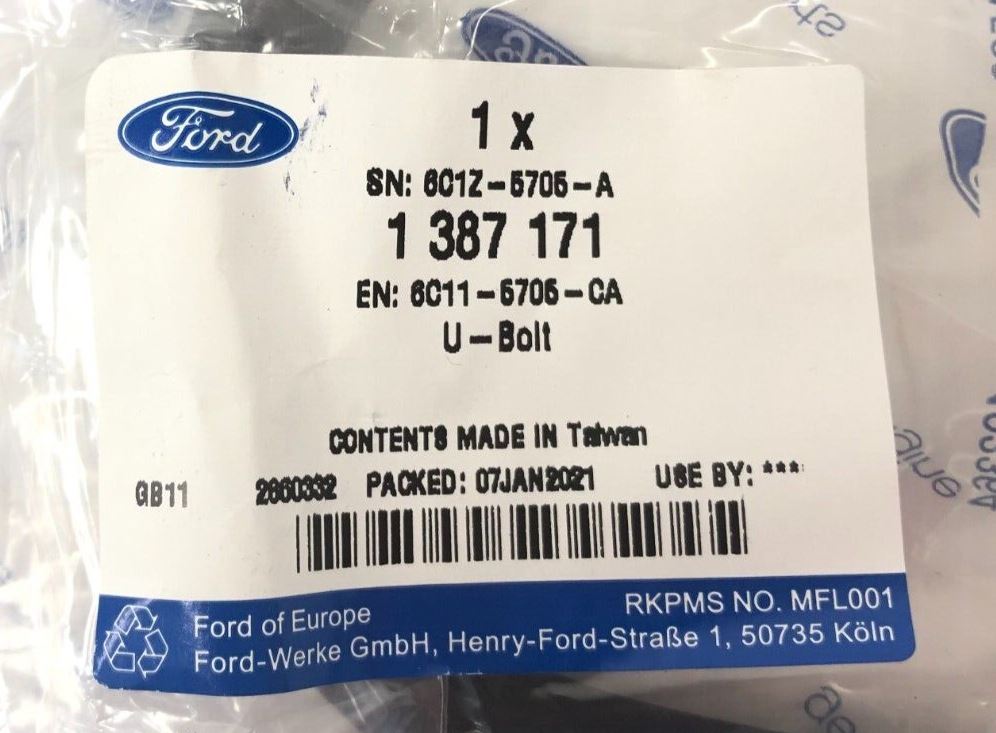 Ford
1 x
SN: 6C1Z-5705-A
1 387 171
EN: 6C11-5705-CA
U-Bolt
CONTENTS MADE IN Taiwan
GB11 2660332 PACKED: 07JAN2021 USE BY: ***
Ford of Europe
RKPMS NO. MFL001
Ford-Werke GmbH, Henry-Ford-Straße 1, 50735 Köln